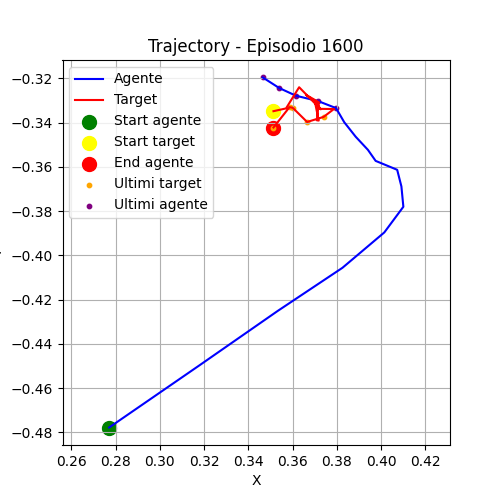 Trajectory - Episodio 1600
Agente
Target
Start agente
Start target
End agente
Ultimi target
Ultimi agente
−0.32
−0.34
−0.36
−0.38
−0.40
−0.42
−0.44
−0.46
−0.48
0.26 0.28 0.30 0.32 0.34 0.36 0.38 0.40 0.42
X